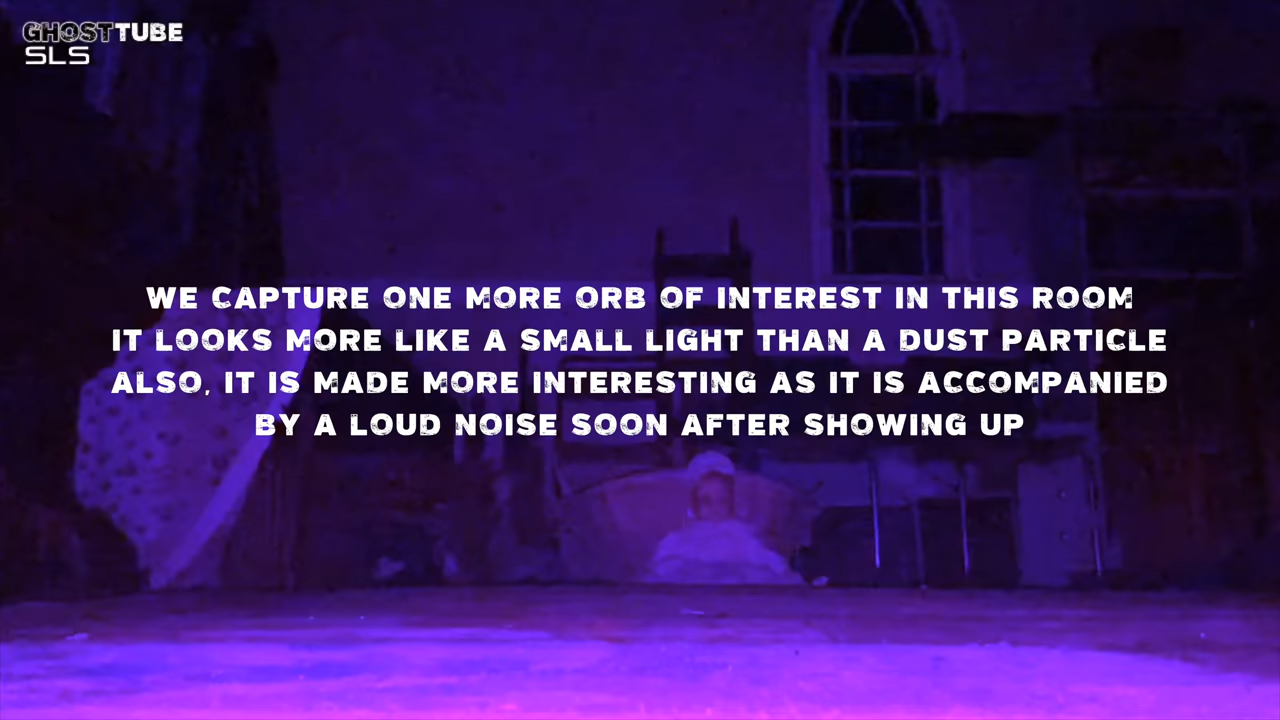 GHOSTTUBE
SLS
WE CAPTURE ONE MORE ORB OF INTEREST IN THIS ROOM
IT LOOKS MORE LIKE A SMALL LIGHT THAN A DUST PARTICLE
ALSO, IT IS MADE MORE INTERESTING AS IT IS ACCOMPANIED
BY A LOUD NOISE SOON AFTER SHOWING UP